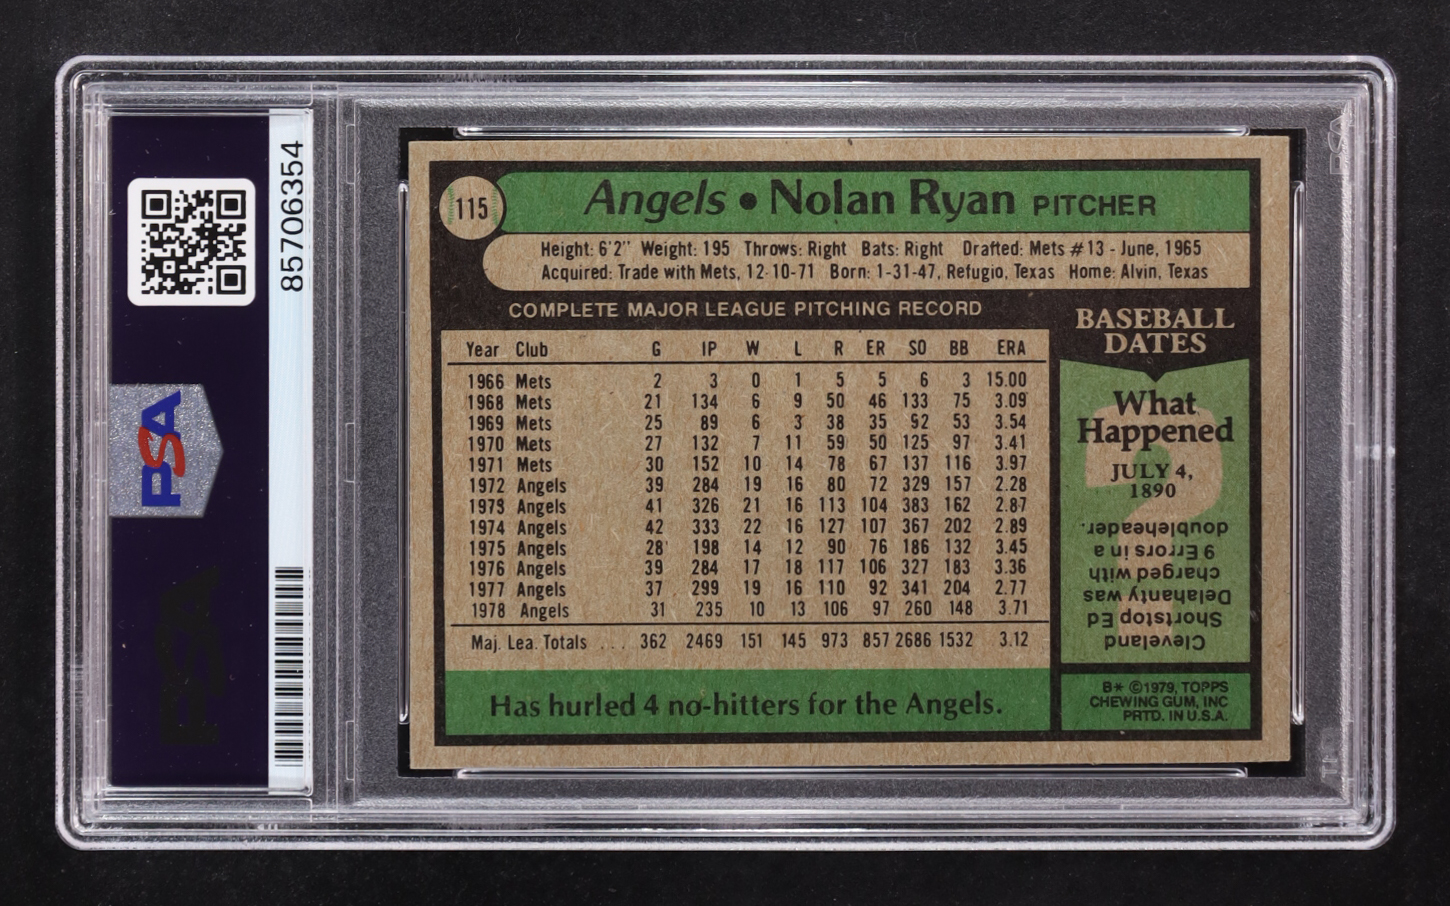 85706354
PSA
PSA
115
Angels • Nolan Ryan PITCHER
Height: 6'2" Weight: 195 Throws: Right Bats: Right Drafted: Mets #13 - June, 1965
Acquired: Trade with Mets, 12-10-71 Born: 1-31-47, Refugio, Texas Home: Alvin, Texas
COMPLETE MAJOR LEAGUE PITCHING RECORD
Year Club G IP W L R ER SO BB ERA
1966 Mets 2 3 0 1 5 5 6 3 15.00
1968 Mets 21 134 6 9 50 46 133 75 3.09
1969 Mets 25 89 6 3 38 35 92 53 3.54
1970 Mets 27 132 7 11 59 50 125 97 3.41
1971 Mets 30 152 10 14 78 67 137 116 3.97
1972 Angels 39 284 19 16 80 72 329 157 2.28
1973 Angels 41 326 21 16 113 104 383 162 2.87
1974 Angels 42 333 22 16 127 107 367 202 2.89
1975 Angels 28 198 14 12 90 76 186 132 3.45
1976 Angels 39 284 17 18 117 106 327 183 3.36
1977 Angels 37 299 19 16 110 92 341 204 2.77
1978 Angels 31 235 10 13 106 97 260 148 3.71
Maj. Lea. Totals ... 362 2469 151 145 973 857 2686 1532 3.12
Has hurled 4 no-hitters for the Angels.
BASEBALL
DATES
What
Happened
JULY 4,
1890
Cleveland
Shortstop Ed
Delahanty was
charged with
9 Errors in a
doubleheader.
B* ©1979, TOPPS
CHEWING GUM, INC
PRTD. IN U.S.A.
PSA